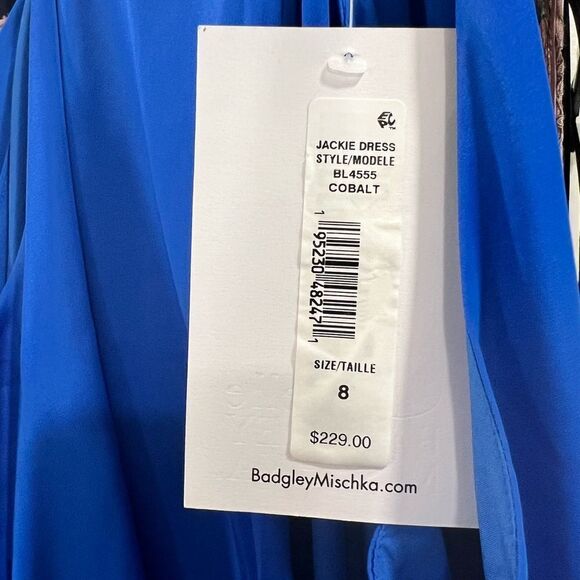 JACKIE DRESS
STYLE/MODELE
BL4555
COBALT
1 95230 48247 1
SIZE/TAILLE
8
$229.00
BadgleyMischka.com